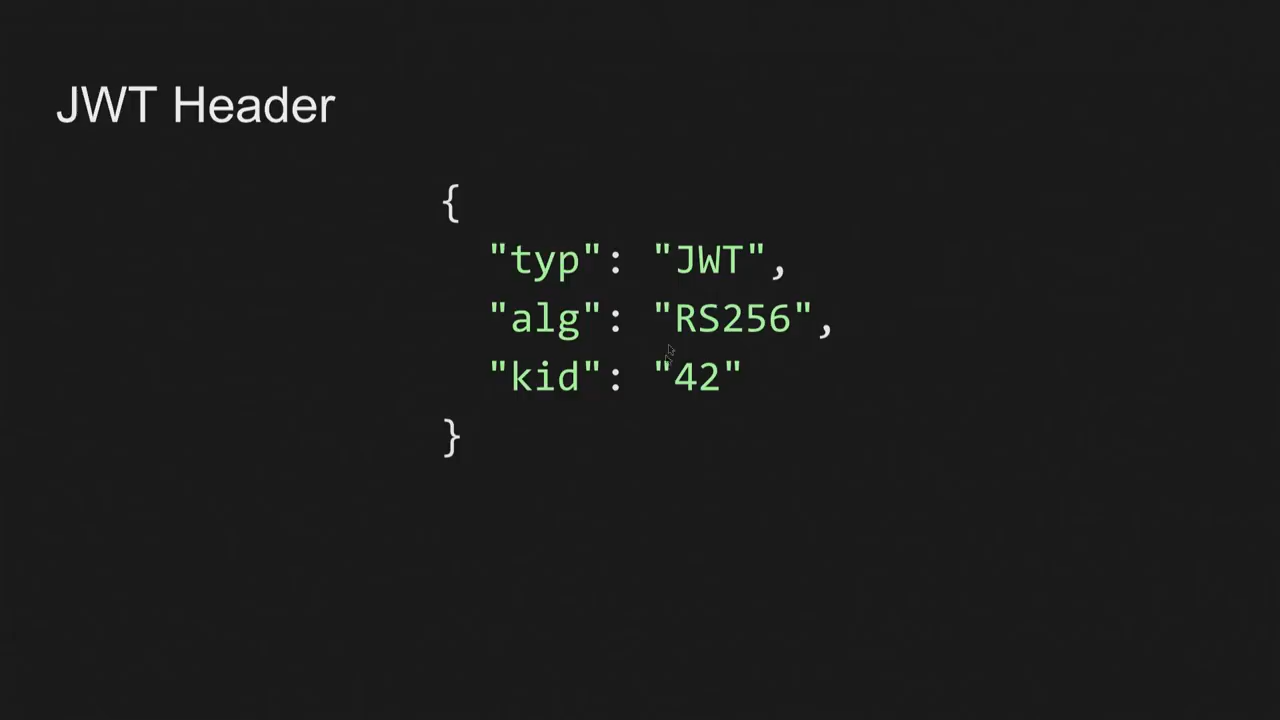 JWT Header
{
"typ": "JWT",
"alg": "RS256",
"kid": "42"
}